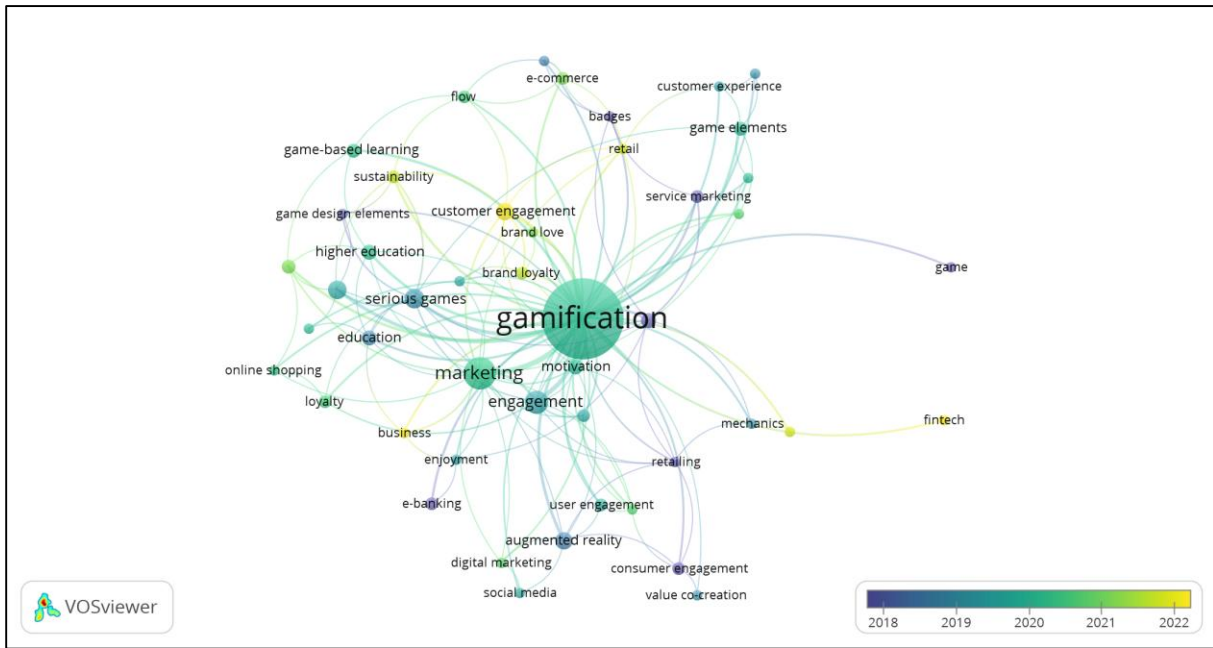 e-commerce
customer experience
flow
badges
game elements
game-based learning
retail
sustainability
service marketing
game design elements
customer engagement
brand love
higher education
game
brand loyalty
serious games
gamification
education
motivation
online shopping
marketing
engagement
loyalty
fintech
mechanics
business
enjoyment
retailing
e-banking
user engagement
augmented reality
digital marketing
consumer engagement
social media
value co-creation
VOSviewer
2018 2019 2020 2021 2022